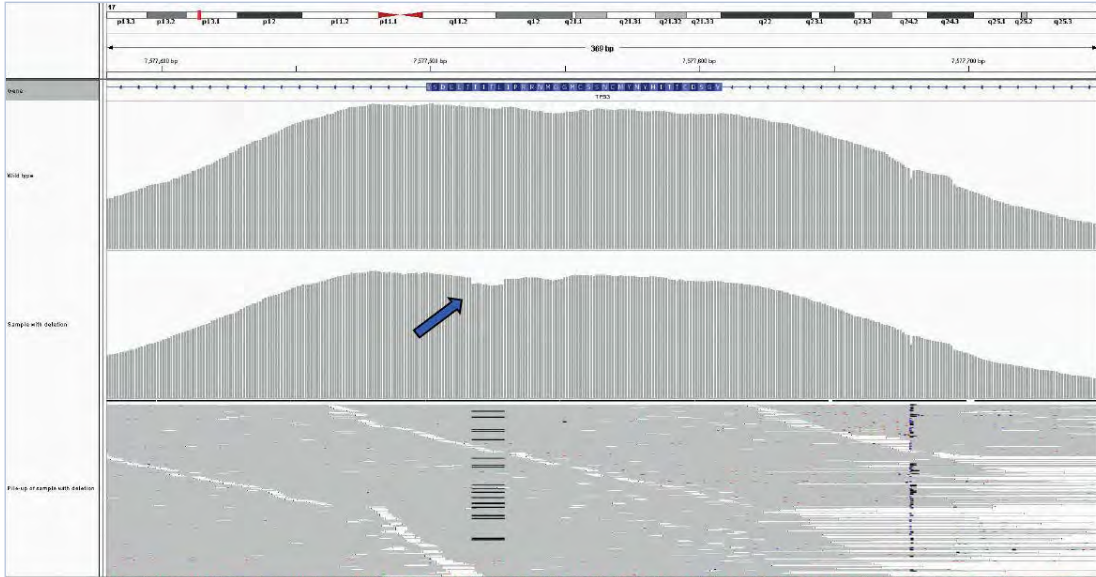 17
p13.3 p13.2 p13.1 p12 p11.2 p11.1 q11.2 q12 q21.1 q21.31 q21.32 q21.33 q22 q23.1 q23.3 q24.2 q24.3 q25.1 q25.2 q25.3
369 bp
7,577,500 bp 7,577,600 bp 7,577,700 bp
TP53
Wild type
Sample with deletion
Pile-up of sample with deletion